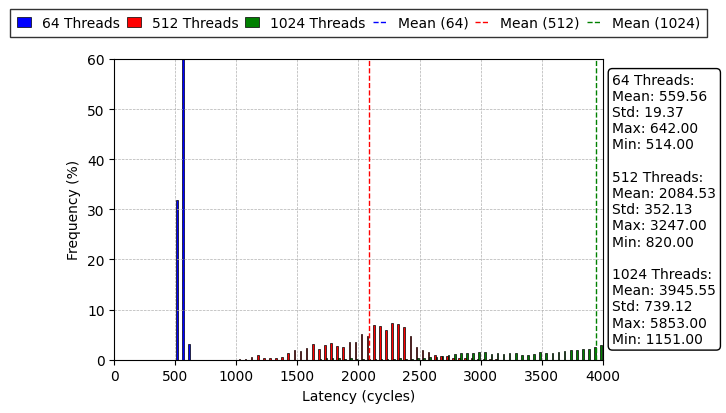 64 Threads 512 Threads 1024 Threads Mean (64) Mean (512) Mean (1024)
60
50
40
30
20
10
0
Frequency (%)
0 500 1000 1500 2000 2500 3000 3500 4000
Latency (cycles)
64 Threads:
Mean: 559.56
Std: 19.37
Max: 642.00
Min: 514.00
512 Threads:
Mean: 2084.53
Std: 352.13
Max: 3247.00
Min: 820.00
1024 Threads:
Mean: 3945.55
Std: 739.12
Max: 5853.00
Min: 1151.00